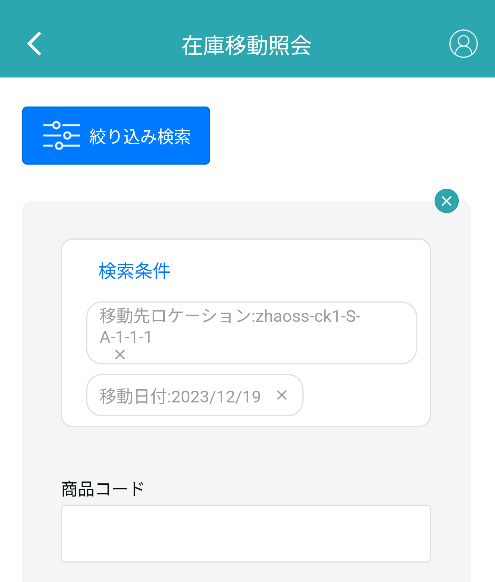 在庫移動照会
絞り込み検索
検索条件
移動先ロケーション:zhaoss-ck1-S-
A-1-1-1
移動日付:2023/12/19
商品コード